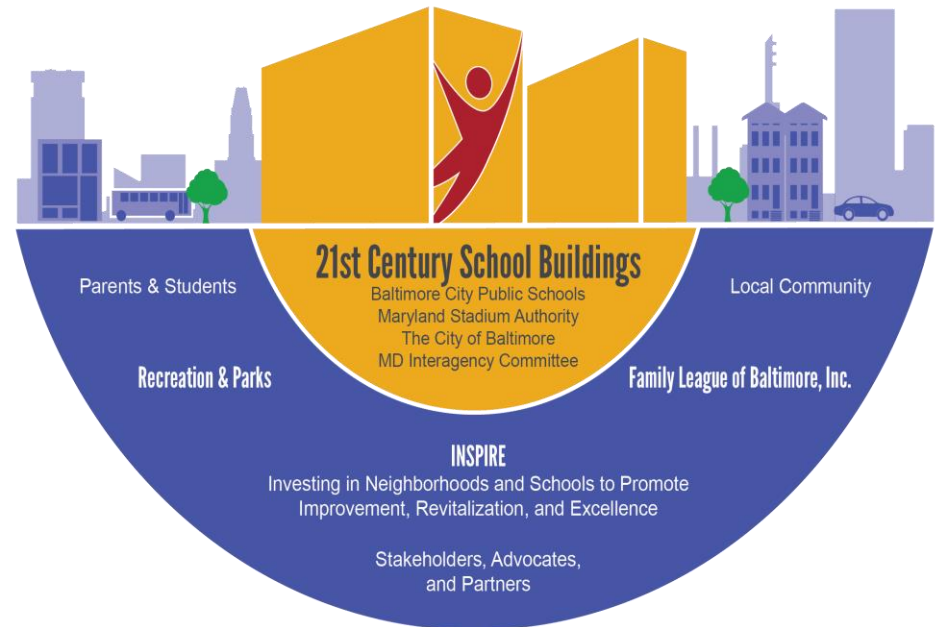 21st Century School Buildings
Baltimore City Public Schools
Maryland Stadium Authority
The City of Baltimore
MD Interagency Committee
Parents & Students
Local Community
Recreation & Parks
Family League of Baltimore, Inc.
INSPIRE
Investing in Neighborhoods and Schools to Promote
Improvement, Revitalization, and Excellence
Stakeholders, Advocates,
and Partners